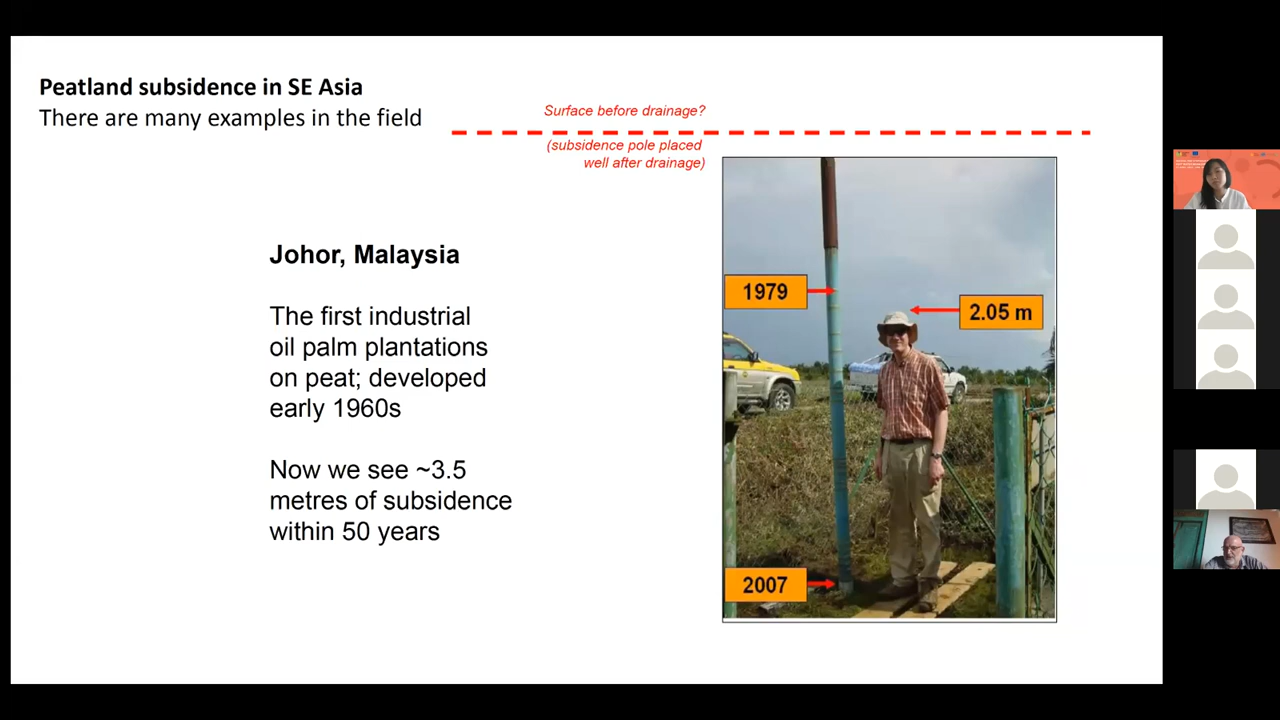 Peatland subsidence in SE Asia
There are many examples in the field
Surface before drainage?
(subsidence pole placed
well after drainage)
Johor, Malaysia
The first industrial
oil palm plantations
on peat; developed
early 1960s
Now we see ~3.5
metres of subsidence
within 50 years
1979
2.05 m
2007